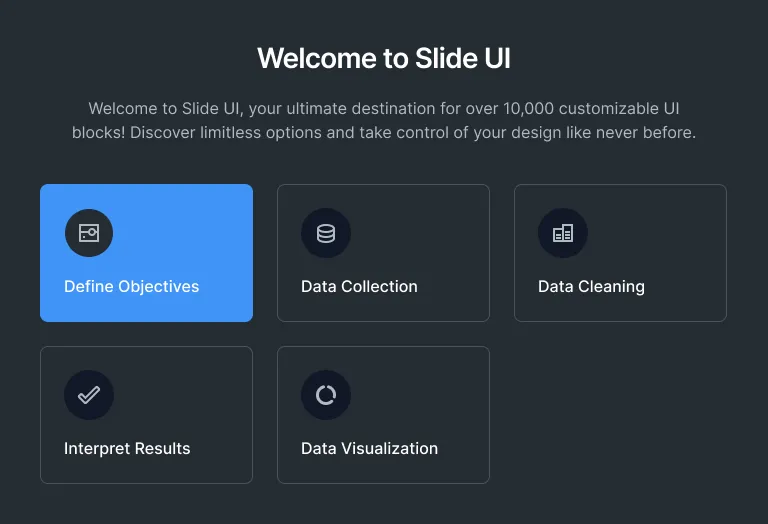 Welcome to Slide UI
Welcome to Slide UI, your ultimate destination for over 10,000 customizable UI
blocks! Discover limitless options and take control of your design like never before.
Define Objectives
Data Collection
Data Cleaning
Interpret Results
Data Visualization